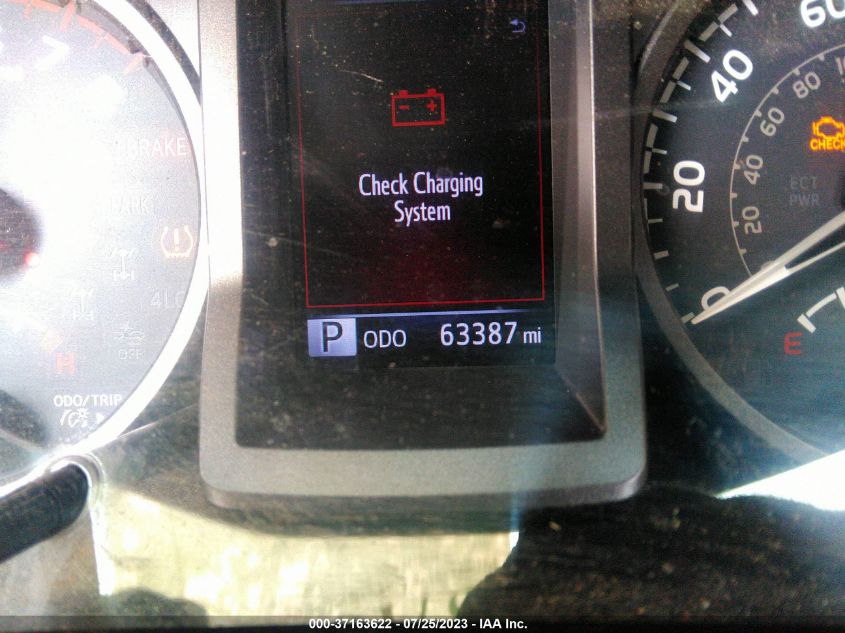 Check Charging
System
P ODO 63387 mi
BRAKE
PARK
4LO
OFF
H
ODO/TRIP
60
40
20
0
100
80
60
40
20
CHECK
ECT
PWR
E
000-37163622 - 07/25/2023 - IAA Inc.